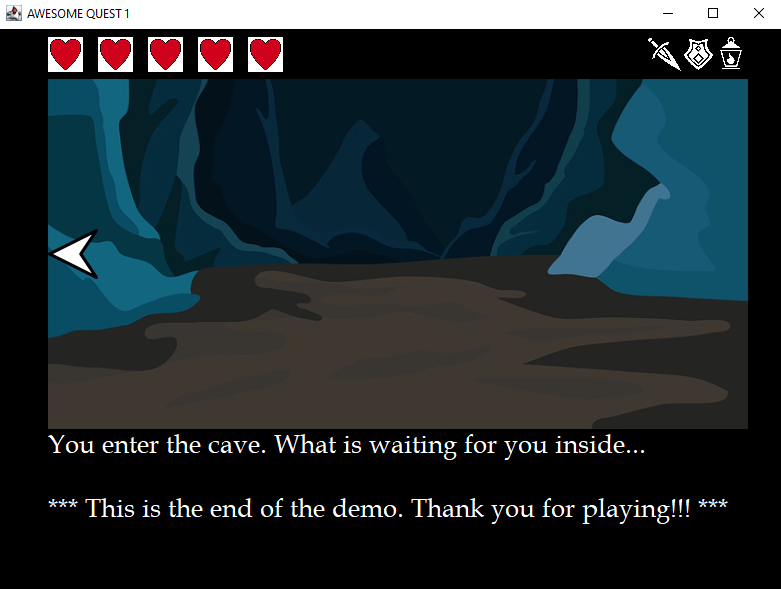 AWESOME QUEST 1
You enter the cave. What is waiting for you inside...
*** This is the end of the demo. Thank you for playing!!! ***